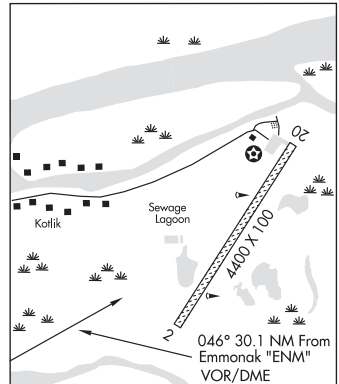 20
Kotlik
Sewage
Lagoon
4400 X 100
2
046° 30.1 NM From
Emmonak "ENM"
VOR/DME